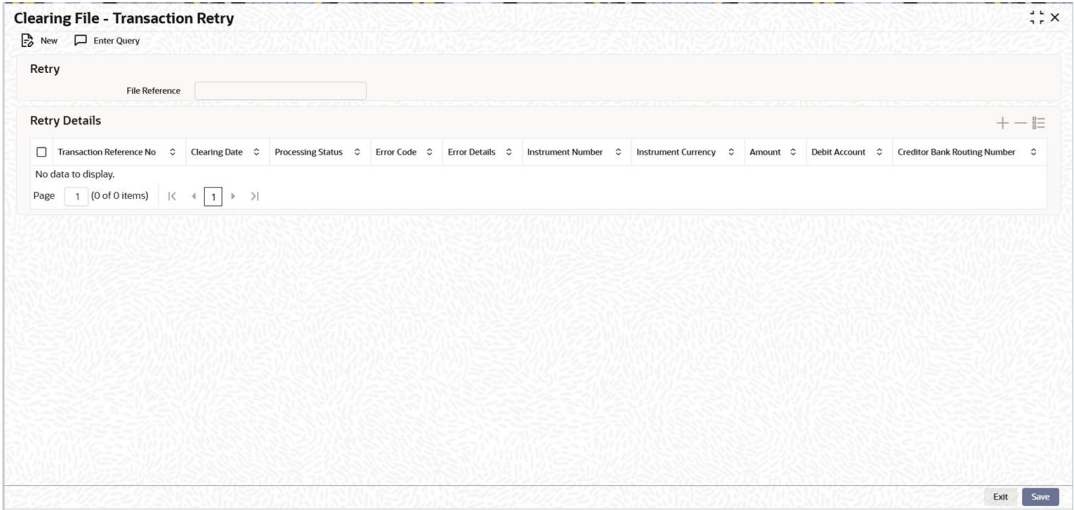 Clearing File - Transaction Retry
New Enter Query
Retry
File Reference
Retry Details
Transaction Reference No Clearing Date Processing Status Error Code Error Details Instrument Number Instrument Currency Amount Debit Account Creditor Bank Routing Number
No data to display.
Page 1 (0 of 0 items) 1
Exit Save